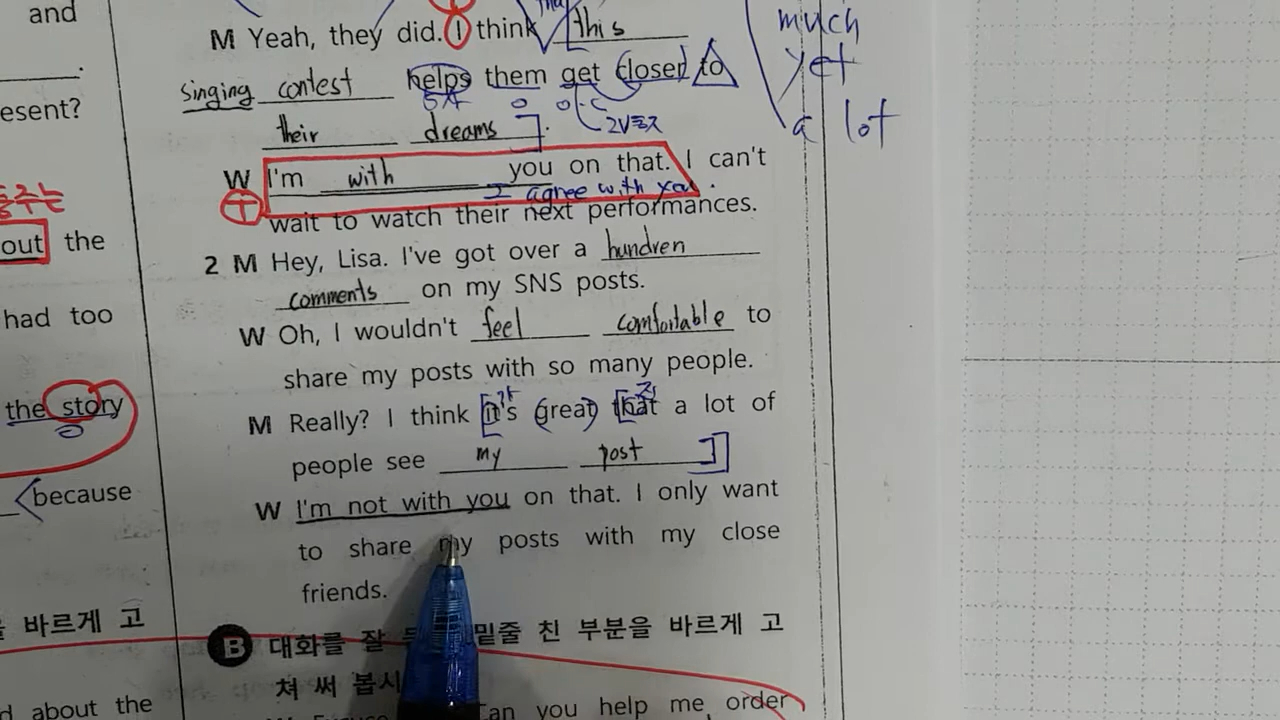 and
esent?
out the
had too
the story
because
바르게 고
d about the
M Yeah, they did. I think this
singing contest helps them get closer to
their dreams
W I'm with you on that. I can't
I agree with you.
wait to watch their next performances.
2 M Hey, Lisa. I've got over a hundren
comments on my SNS posts.
W Oh, I wouldn't feel comfortable to
share my posts with so many people.
M Really? I think it's great that a lot of
people see my post
W I'm not with you on that. I only want
to share my posts with my close
friends.
B 대화를 잘 밑줄 친 부분을 바르게 고
쳐 써 봅시
an you help me order
much
yet
a lot